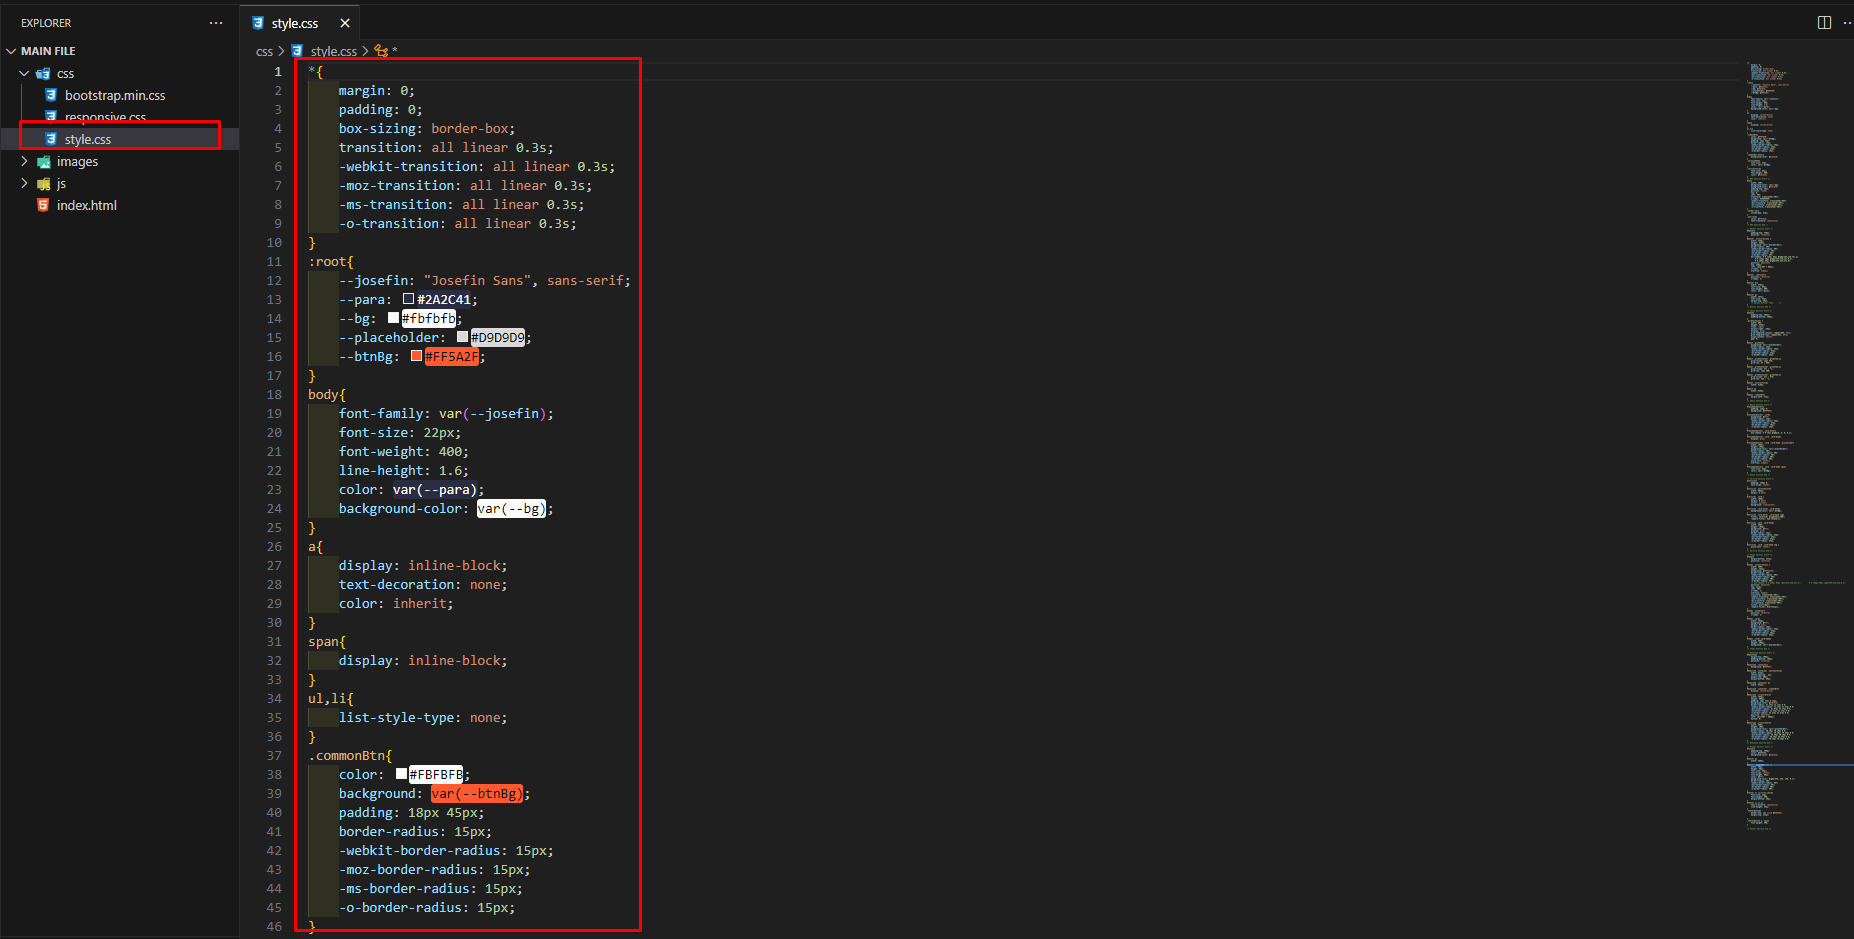 EXPLORER
MAIN FILE
css
bootstrap.min.css
responsive.css
style.css
images
js
index.html
style.css
css > style.css > *
1 *{
2 margin: 0;
3 padding: 0;
4 box-sizing: border-box;
5 transition: all linear 0.3s;
6 -webkit-transition: all linear 0.3s;
7 -moz-transition: all linear 0.3s;
8 -ms-transition: all linear 0.3s;
9 -o-transition: all linear 0.3s;
10 }
11 :root{
12 --josefin: "Josefin Sans", sans-serif;
13 --para: #2A2C41;
14 --bg: #fbfbfb;
15 --placeholder: #D9D9D9;
16 --btnBg: #FF5A2F;
17 }
18 body{
19 font-family: var(--josefin);
20 font-size: 22px;
21 font-weight: 400;
22 line-height: 1.6;
23 color: var(--para);
24 background-color: var(--bg);
25 }
26 a{
27 display: inline-block;
28 text-decoration: none;
29 color: inherit;
30 }
31 span{
32 display: inline-block;
33 }
34 ul,li{
35 list-style-type: none;
36 }
37 .commonBtn{
38 color: #FBFBFB;
39 background: var(--btnBg);
40 padding: 18px 45px;
41 border-radius: 15px;
42 -webkit-border-radius: 15px;
43 -moz-border-radius: 15px;
44 -ms-border-radius: 15px;
45 -o-border-radius: 15px;
46 }